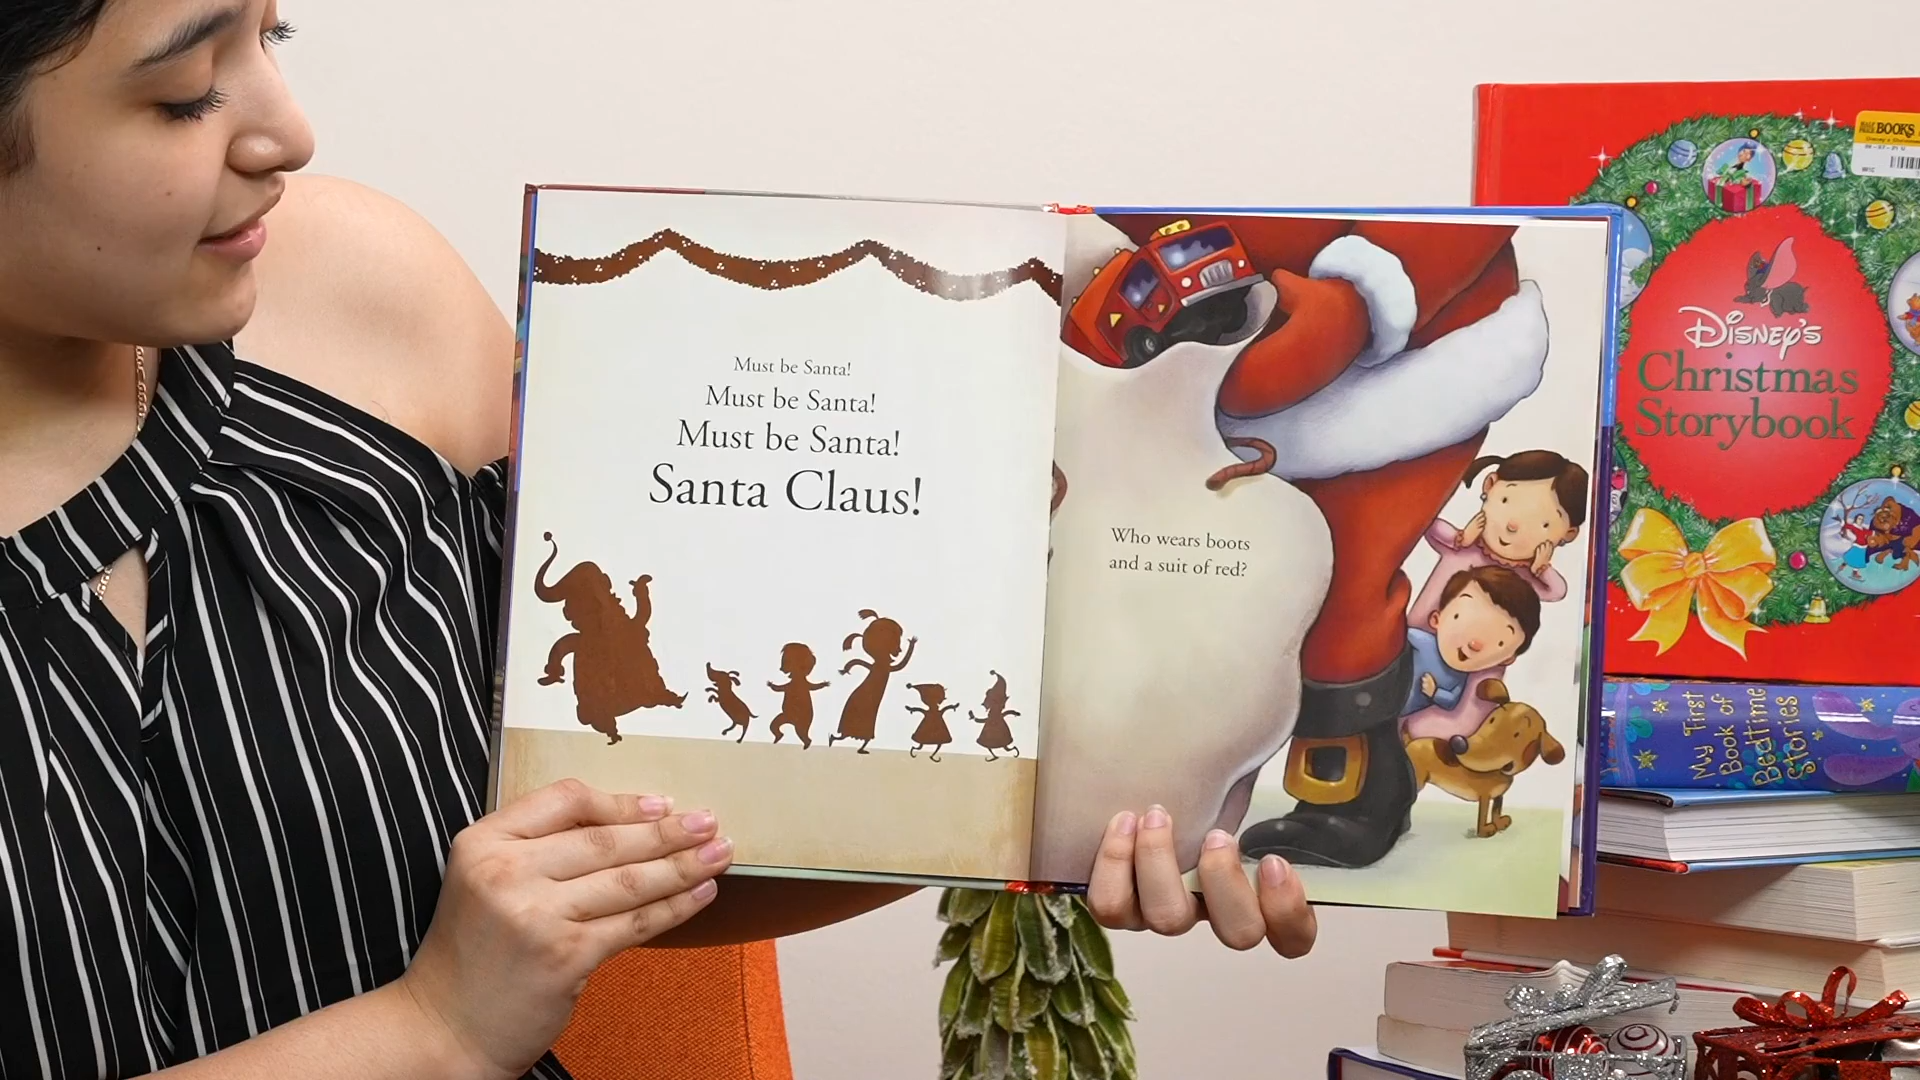 Must be Santa!
Must be Santa!
Must be Santa!
Santa Claus!
Who wears boots
and a suit of red?
DISNEY'S
Christmas
Storybook
BOOKS
My First
Book of
Bedtime
Stories